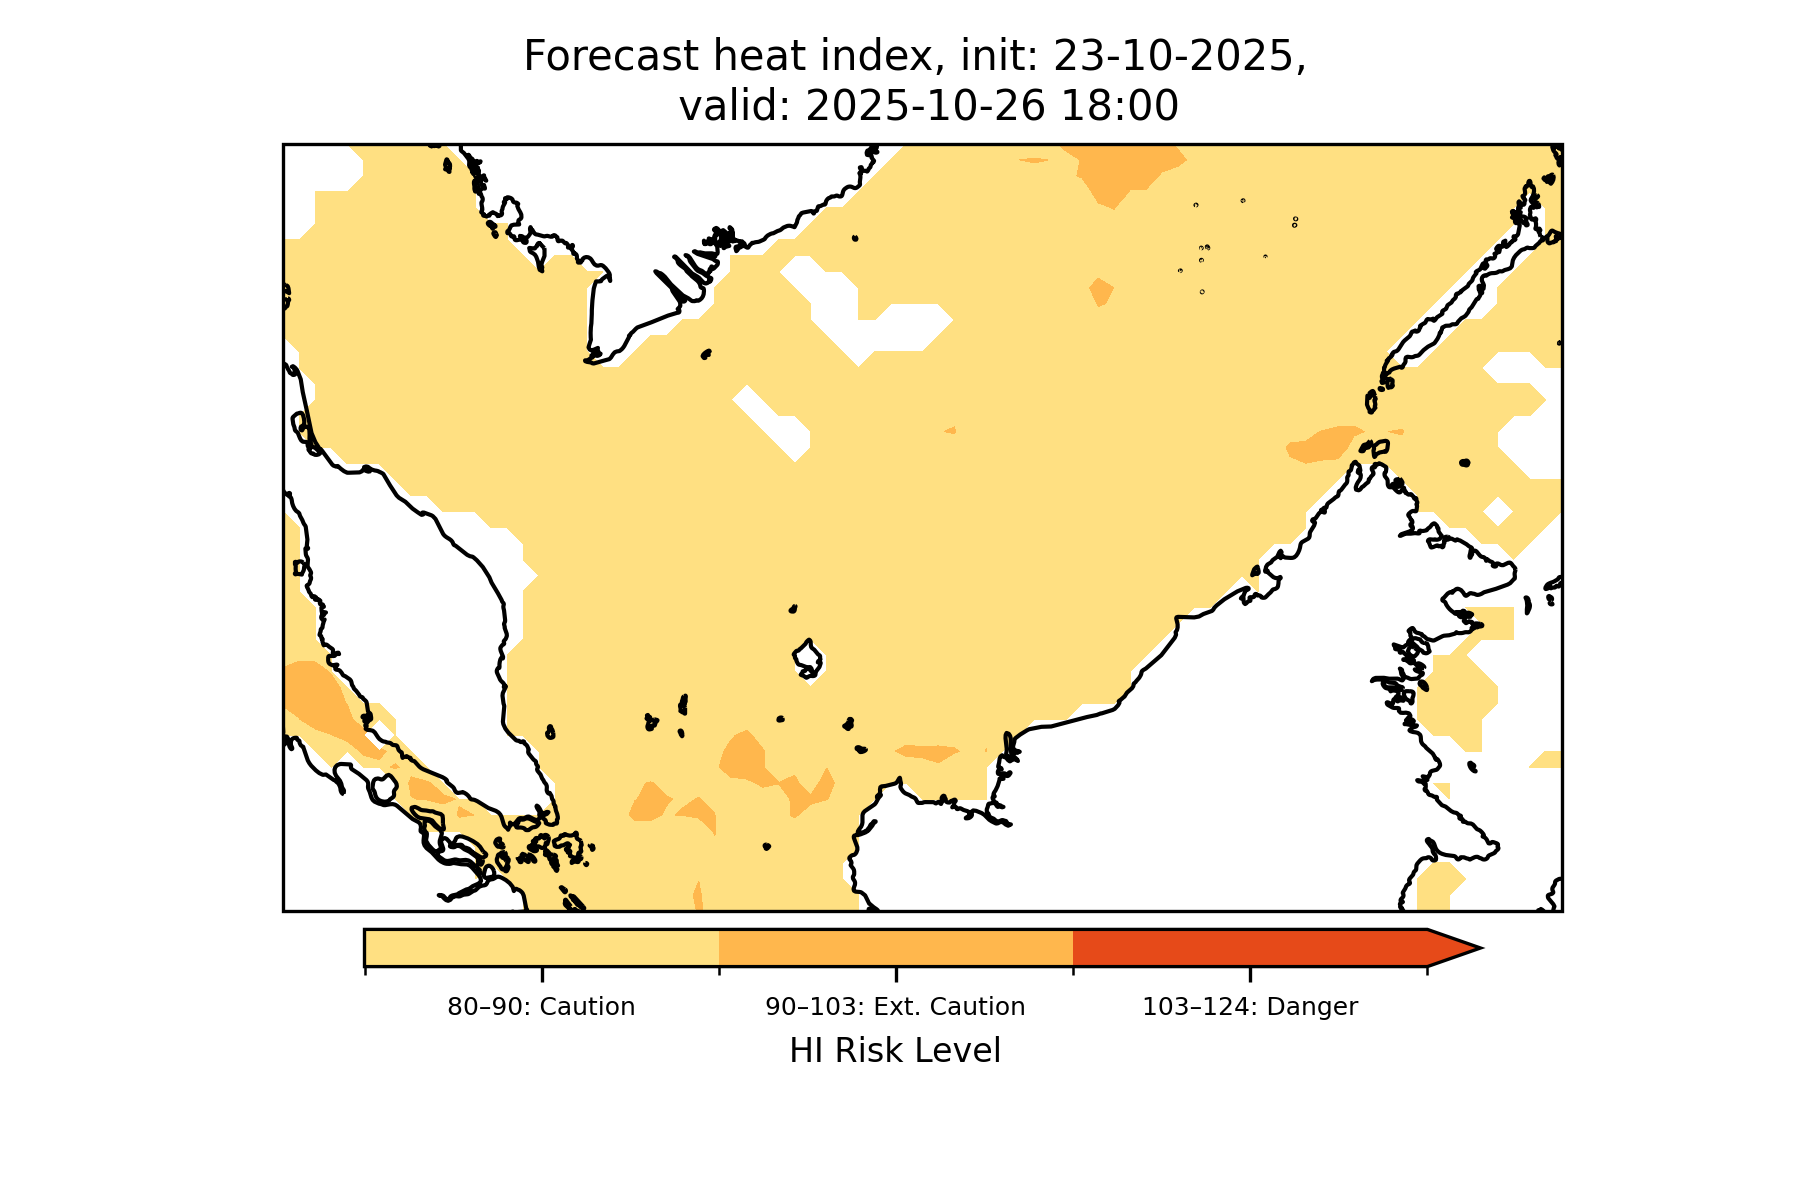 Forecast heat index, init: 23-10-2025,
valid: 2025-10-26 18:00
80–90: Caution
90–103: Ext. Caution
103–124: Danger
HI Risk Level